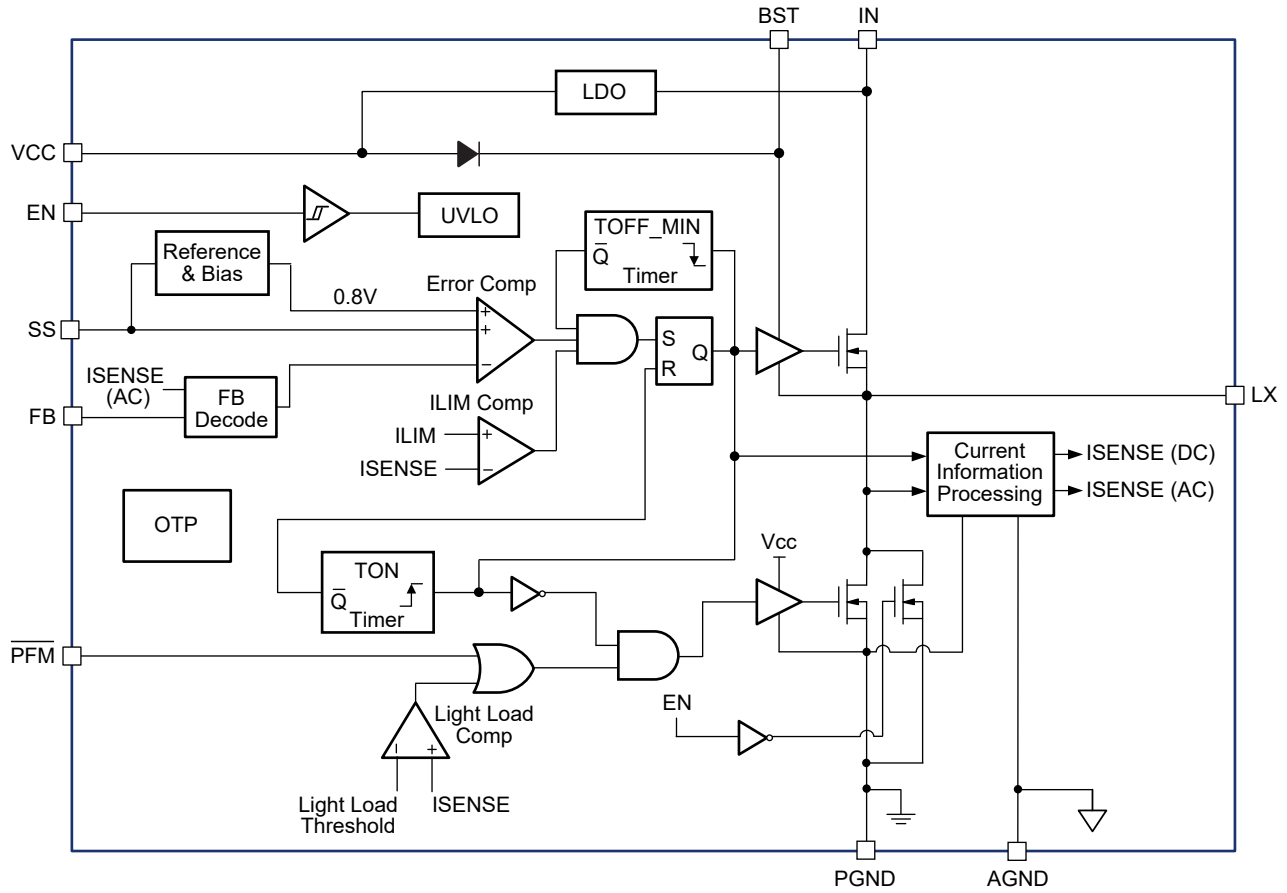 BST
IN
LDO
VCC
EN
UVLO
TOFF_MIN
Q̅
Timer
Reference
& Bias
0.8V
Error Comp
+
+
−
SS
S
R
Q
ISENSE
(AC)
FB
FB
Decode
ILIM Comp
ILIM
+
ISENSE
−
LX
Current
Information
Processing
ISENSE (DC)
ISENSE (AC)
OTP
Vcc
TON
Q̅
Timer
P̅F̅M̅
Light Load
Comp
−
+
EN
Light Load
Threshold
ISENSE
PGND
AGND